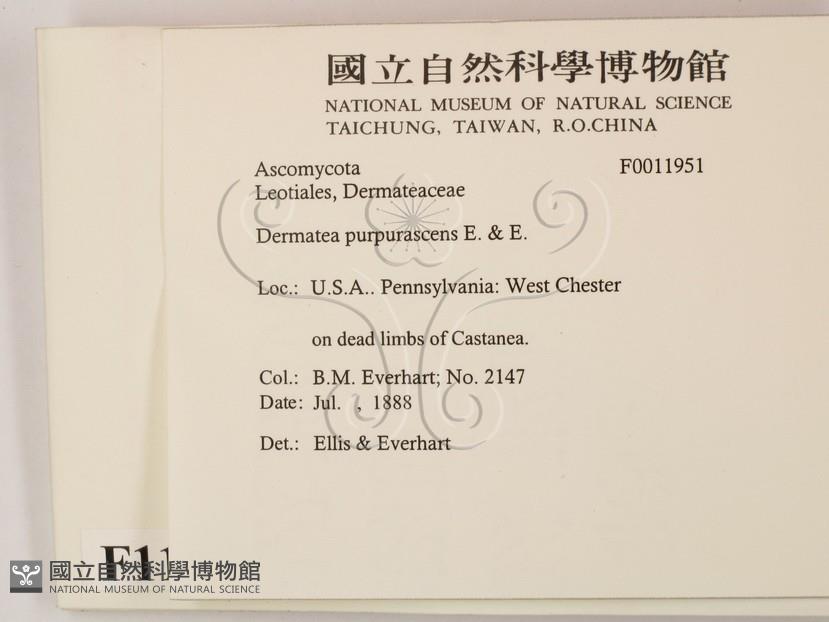 國立自然科學博物館
NATIONAL MUSEUM OF NATURAL SCIENCE
TAICHUNG, TAIWAN, R.O.CHINA
Ascomycota F0011951
Leotiales, Dermateaceae
Dermatea purpurascens E. & E.
Loc.: U.S.A.. Pennsylvania: West Chester
on dead limbs of Castanea.
Col.: B.M. Everhart; No. 2147
Date: Jul. , 1888
Det.: Ellis & Everhart
國立自然科學博物館
NATIONAL MUSEUM OF NATURAL SCIENCE